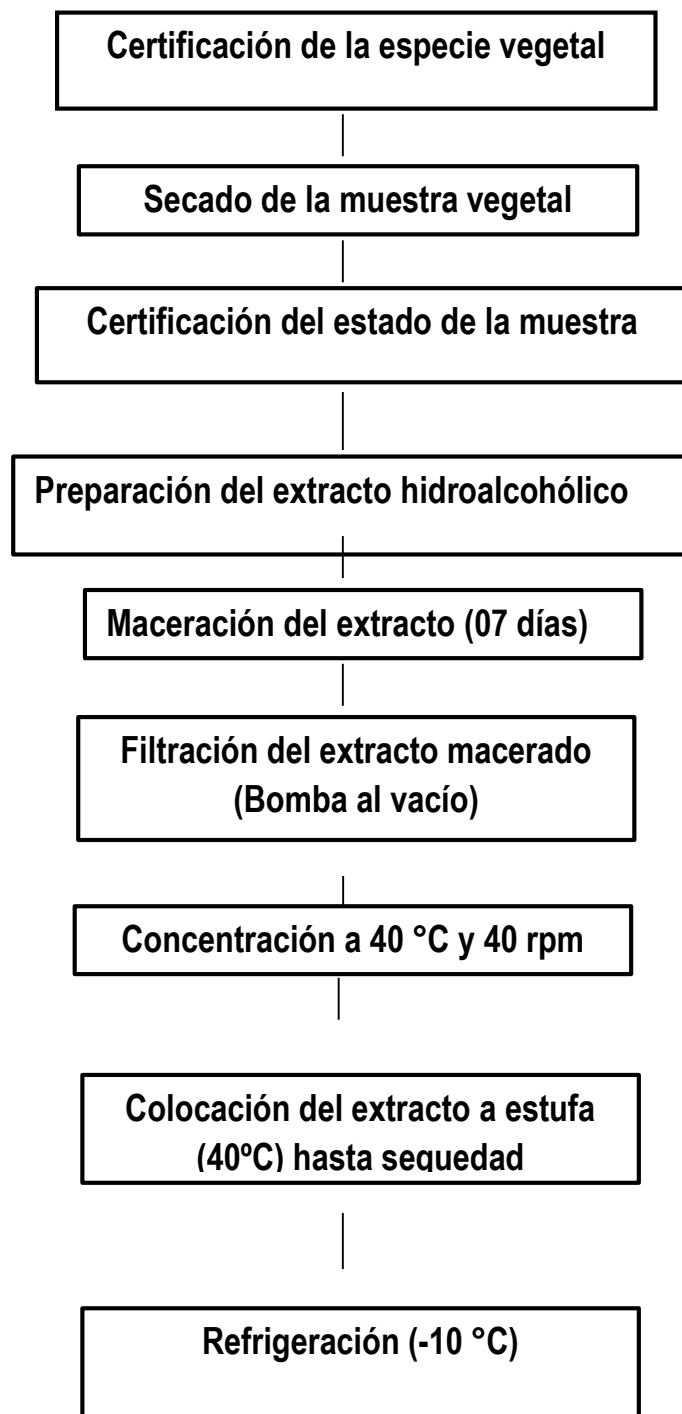 Certificación de la especie vegetal
Secado de la muestra vegetal
Certificación del estado de la muestra
Preparación del extracto hidroalcohólico
Maceración del extracto (07 días)
Filtración del extracto macerado
(Bomba al vacío)
Concentración a 40 °C y 40 rpm
Colocación del extracto a estufa
(40ºC) hasta sequedad
Refrigeración (-10 °C)